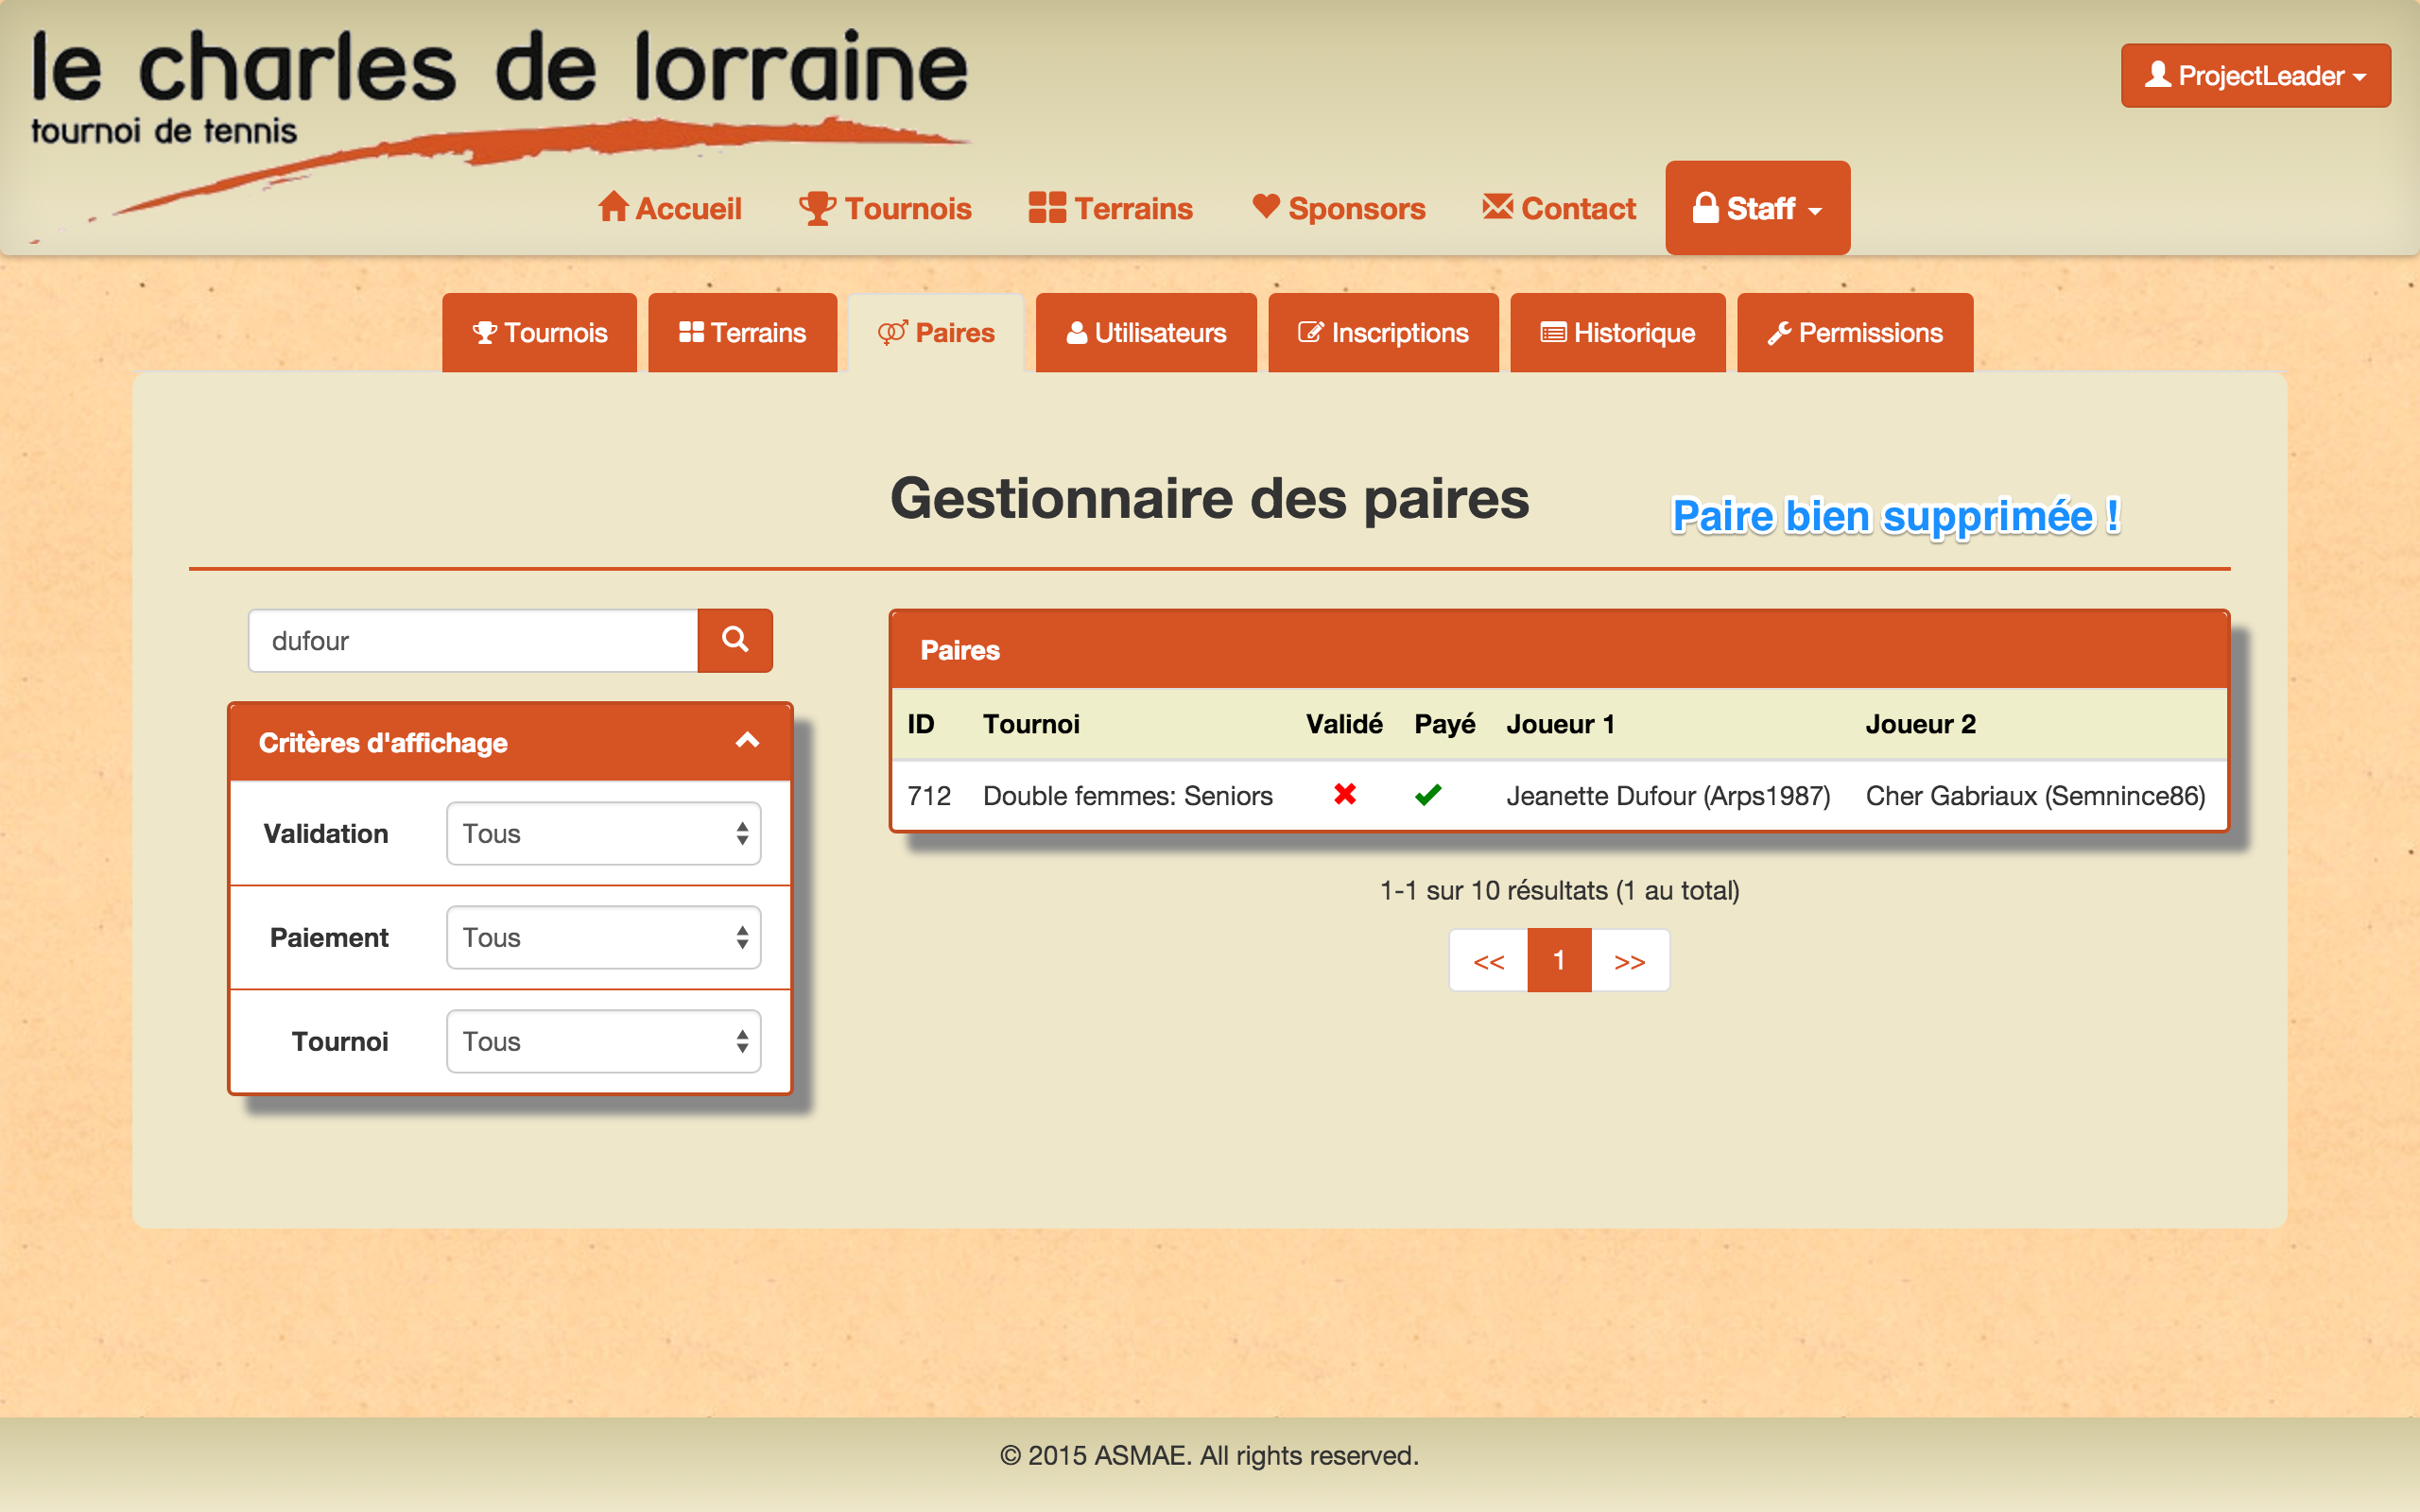 le charles de lorraine
tournoi de tennis
ProjectLeader
Accueil Tournois Terrains Sponsors Contact Staff
Tournois Terrains Paires Utilisateurs Inscriptions Historique Permissions
Gestionnaire des paires
Paire bien supprimée !
dufour
Critères d'affichage
Validation Tous
Paiement Tous
Tournoi Tous
Paires
ID Tournoi Validé Payé Joueur 1 Joueur 2
712 Double femmes: Seniors Jeanette Dufour (Arps1987) Cher Gabriaux (Semnince86)
1-1 sur 10 résultats (1 au total)
<< 1 >>
© 2015 ASMAE. All rights reserved.